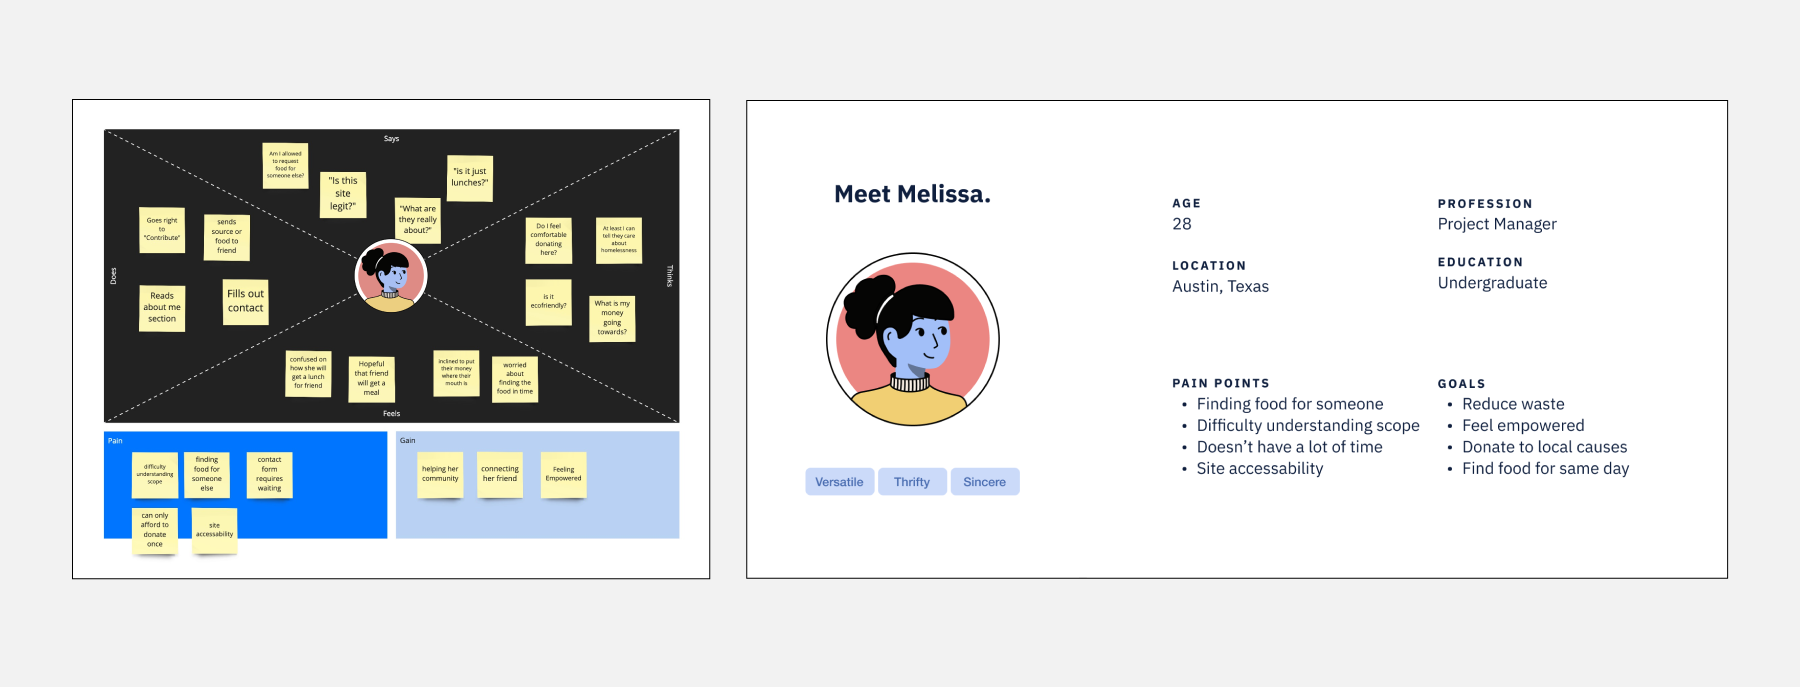 Says
Am I allowed
to request
food for
someone else?
"Is this
site
legit?"
"What are
they really
about?"
"is it just
lunches?"
Does
Goes right
to
"Contribute"
sends
source or
food to
friend
Reads
about me
section
Fills out
contact
Thinks
Do I feel
comfortable
donating
here?
At least I can
tell they care
about
homelessness
is it
ecofriendly?
What is my
money
going
towards?
confused on
how she will
get a lunch
for friend
Hopeful
that friend
will get a
meal
inclined to put
their money
where their
mouth is
worried
about
finding the
food in time
Feels
Pain
difficulty
understanding
scope
finding
food for
someone
else
contact
form
requires
waiting
can only
afford to
donate
once
site
accessability
Gain
helping her
community
connecting
her friend
Feeling
Empowered
Meet Melissa.
Versatile
Thrifty
Sincere
AGE
28
LOCATION
Austin, Texas
PROFESSION
Project Manager
EDUCATION
Undergraduate
PAIN POINTS
• Finding food for someone
• Difficulty understanding scope
• Doesn’t have a lot of time
• Site accessability
GOALS
• Reduce waste
• Feel empowered
• Donate to local causes
• Find food for same day